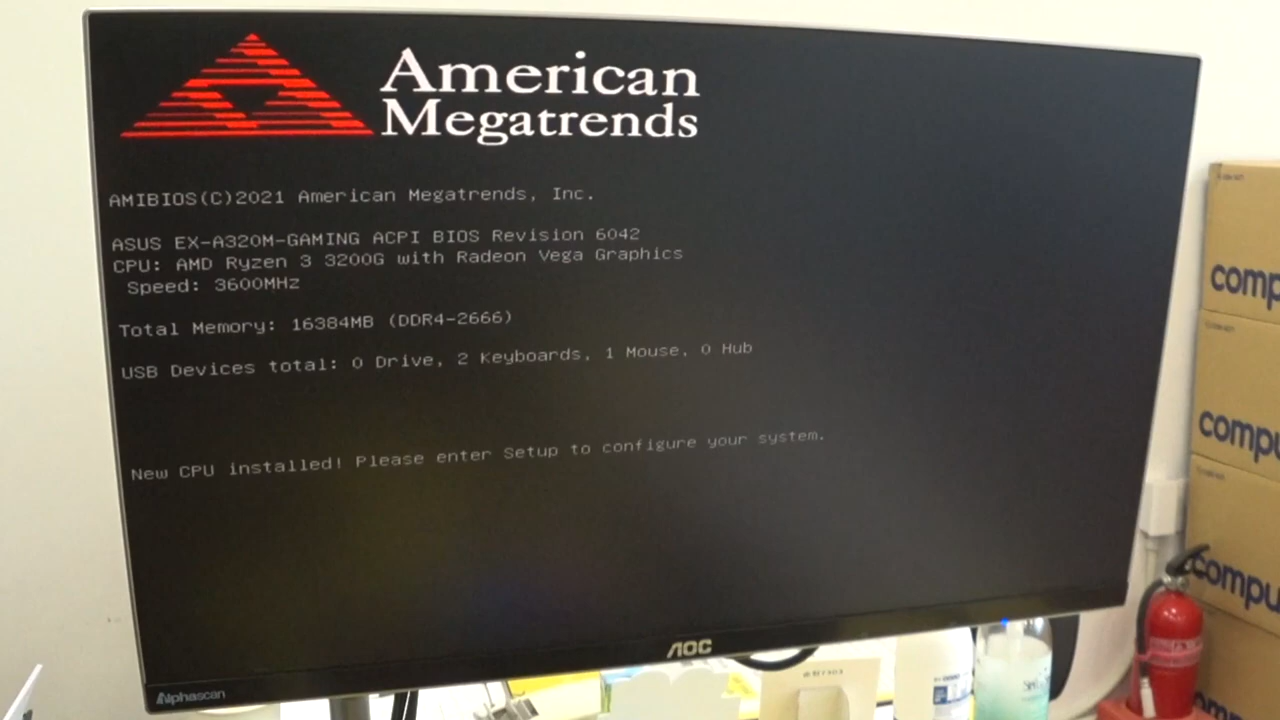 American
Megatrends
AMIBIOS(C)2021 American Megatrends, Inc.
ASUS EX-A320M-GAMING ACPI BIOS Revision 6042
CPU: AMD Ryzen 3 3200G with Radeon Vega Graphics
Speed: 3600MHz
Total Memory: 16384MB (DDR4-2666)
USB Devices total: 0 Drive, 2 Keyboards, 1 Mouse, 0 Hub
New CPU installed! Please enter Setup to configure your system.
AOC
Alphascan
comp
compu
compu